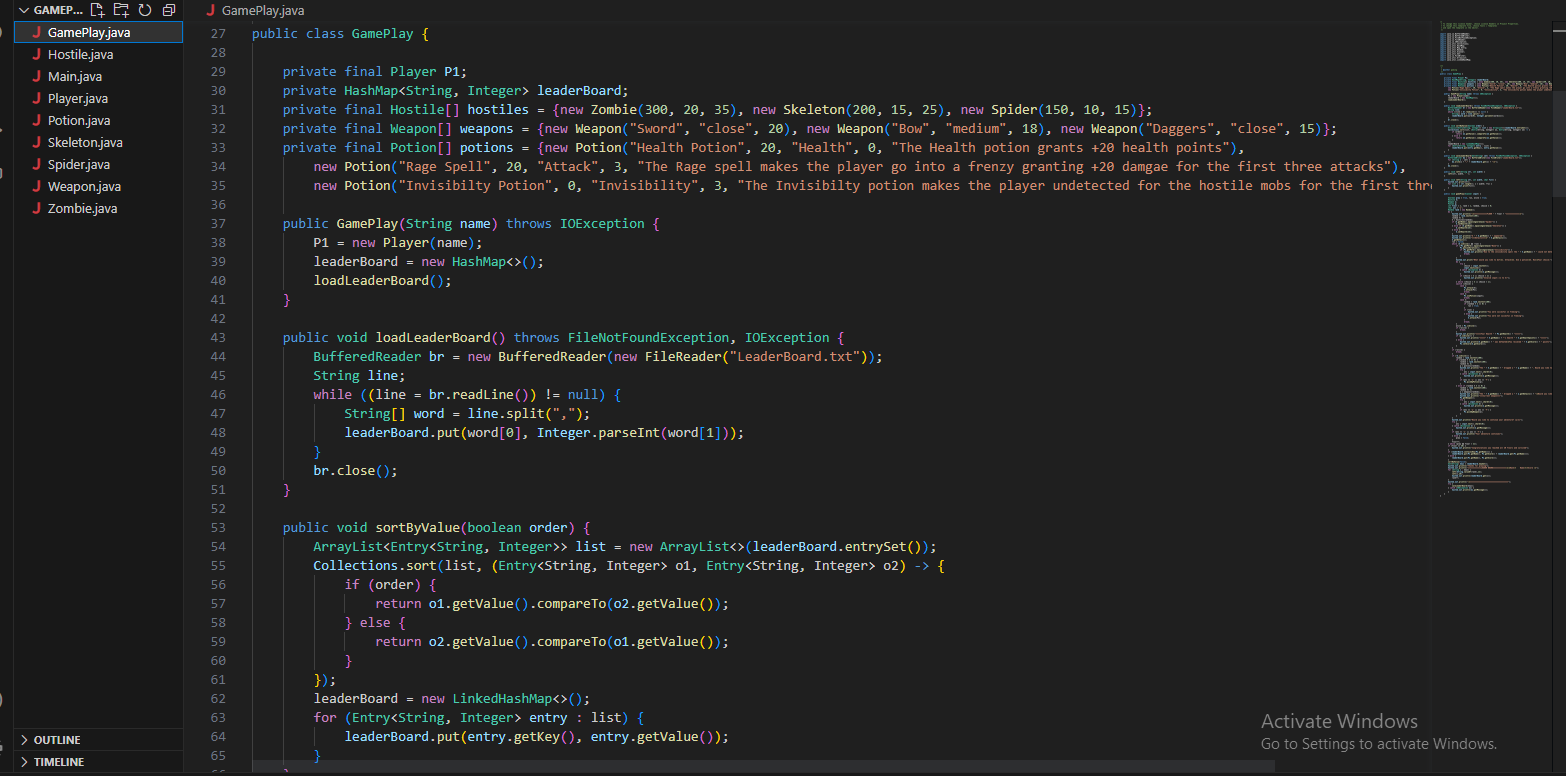 GAMEP...
GamePlay.java
Hostile.java
Main.java
Player.java
Potion.java
Skeleton.java
Spider.java
Weapon.java
Zombie.java
OUTLINE
TIMELINE
GamePlay.java
27 public class GamePlay {
28
29 private final Player P1;
30 private HashMap<String, Integer> leaderBoard;
31 private final Hostile[] hostiles = {new Zombie(300, 20, 35), new Skeleton(200, 15, 25), new Spider(150, 10, 15)};
32 private final Weapon[] weapons = {new Weapon("Sword", "close", 20), new Weapon("Bow", "medium", 18), new Weapon("Daggers", "close", 15)};
33 private final Potion[] potions = {new Potion("Health Potion", 20, "Health", 0, "The Health potion grants +20 health points"),
34 new Potion("Rage Spell", 20, "Attack", 3, "The Rage spell makes the player go into a frenzy granting +20 damgae for the first three attacks"),
35 new Potion("Invisibilty Potion", 0, "Invisibility", 3, "The Invisibilty potion makes the player undetected for the hostile mobs for the first thre
36
37 public GamePlay(String name) throws IOException {
38 P1 = new Player(name);
39 leaderBoard = new HashMap<>();
40 loadLeaderBoard();
41 }
42
43 public void loadLeaderBoard() throws FileNotFoundException, IOException {
44 BufferedReader br = new BufferedReader(new FileReader("LeaderBoard.txt"));
45 String line;
46 while ((line = br.readLine()) != null) {
47 String[] word = line.split(",");
48 leaderBoard.put(word[0], Integer.parseInt(word[1]));
49 }
50 br.close();
51 }
52
53 public void sortByValue(boolean order) {
54 ArrayList<Entry<String, Integer>> list = new ArrayList<>(leaderBoard.entrySet());
55 Collections.sort(list, (Entry<String, Integer> o1, Entry<String, Integer> o2) -> {
56 if (order) {
57 return o1.getValue().compareTo(o2.getValue());
58 } else {
59 return o2.getValue().compareTo(o1.getValue());
60 }
61 });
62 leaderBoard = new LinkedHashMap<>();
63 for (Entry<String, Integer> entry : list) {
64 leaderBoard.put(entry.getKey(), entry.getValue());
65 }
Activate Windows
Go to Settings to activate Windows.